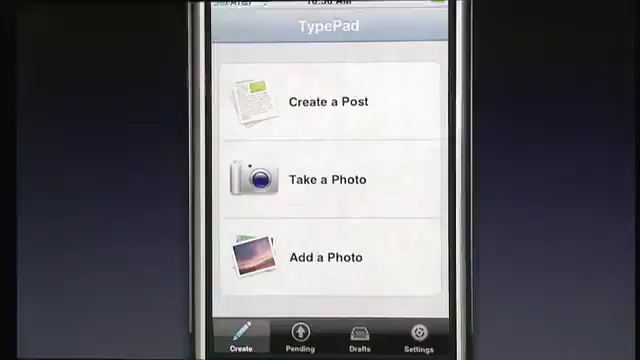 TypePad
Create a Post
Take a Photo
Add a Photo
Create
Pending
Drafts
Settings